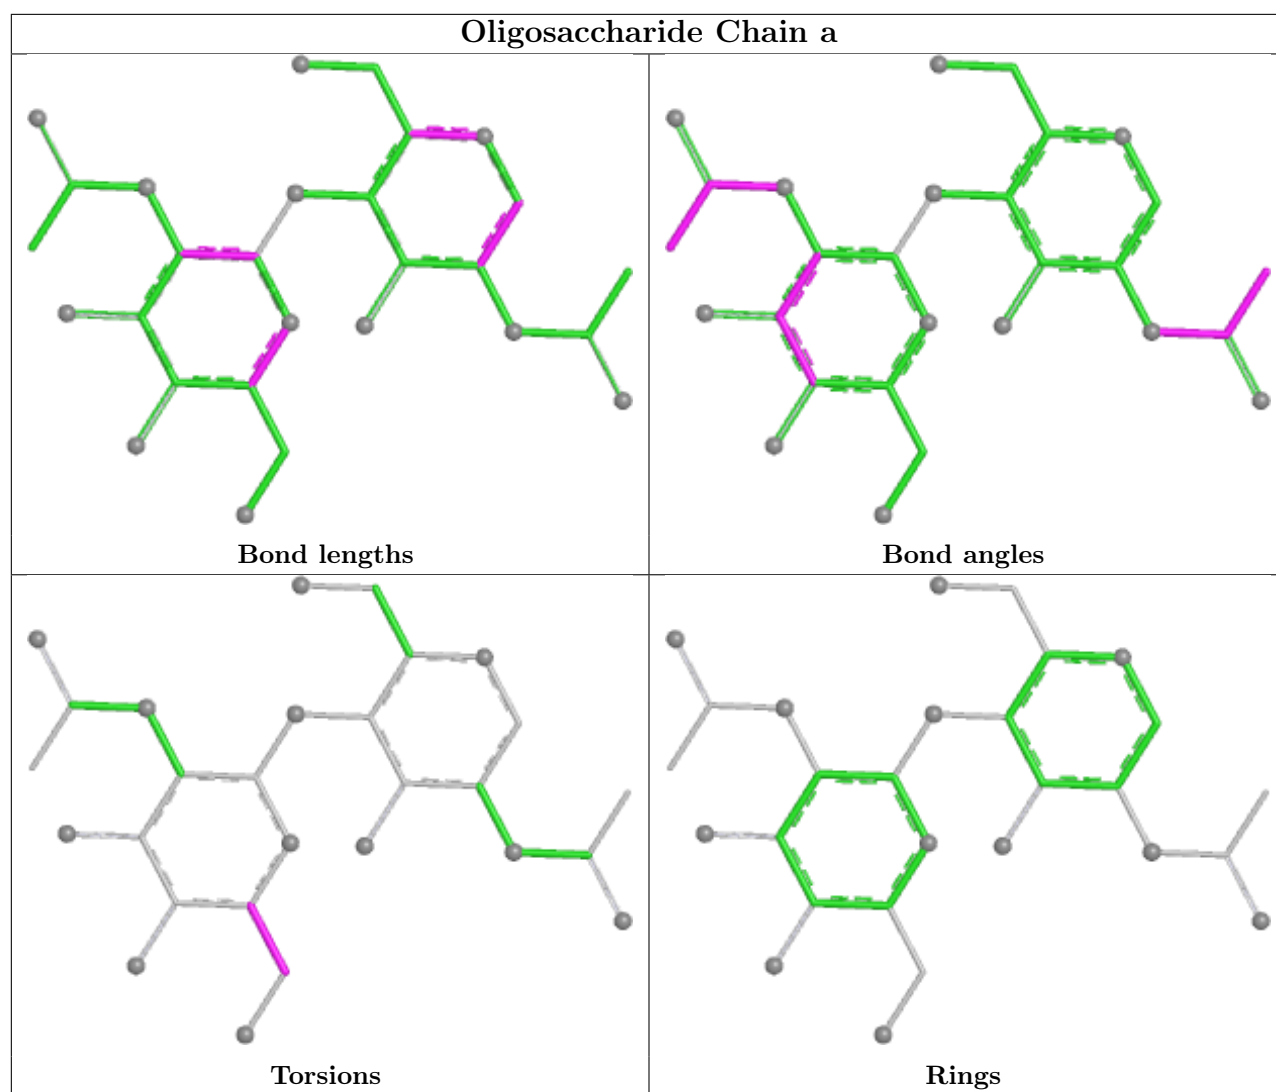 Oligosaccharide Chain a
Bond lengths
Bond angles
Torsions
Rings